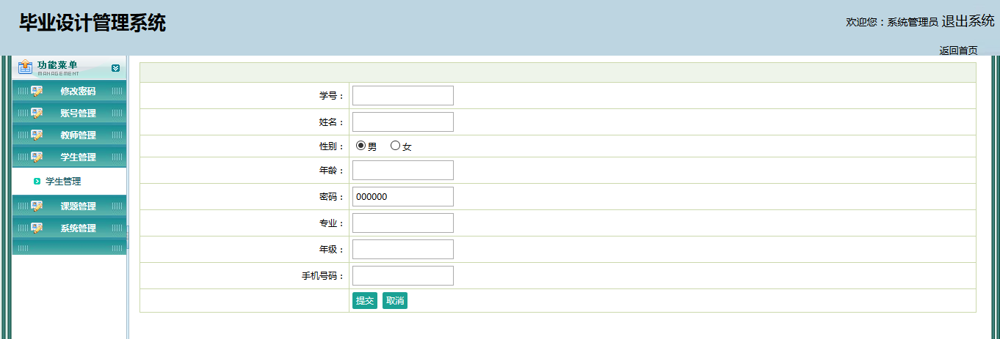 毕业设计管理系统
欢迎您：系统管理员 退出系统
返回首页
功能菜单
MANAGEMENT
修改密码
账号管理
教师管理
学生管理
学生管理
课题管理
系统管理
学号：
姓名：
性别： 男 女
年龄：
密码： 000000
专业：
年级：
手机号码：
提交 取消